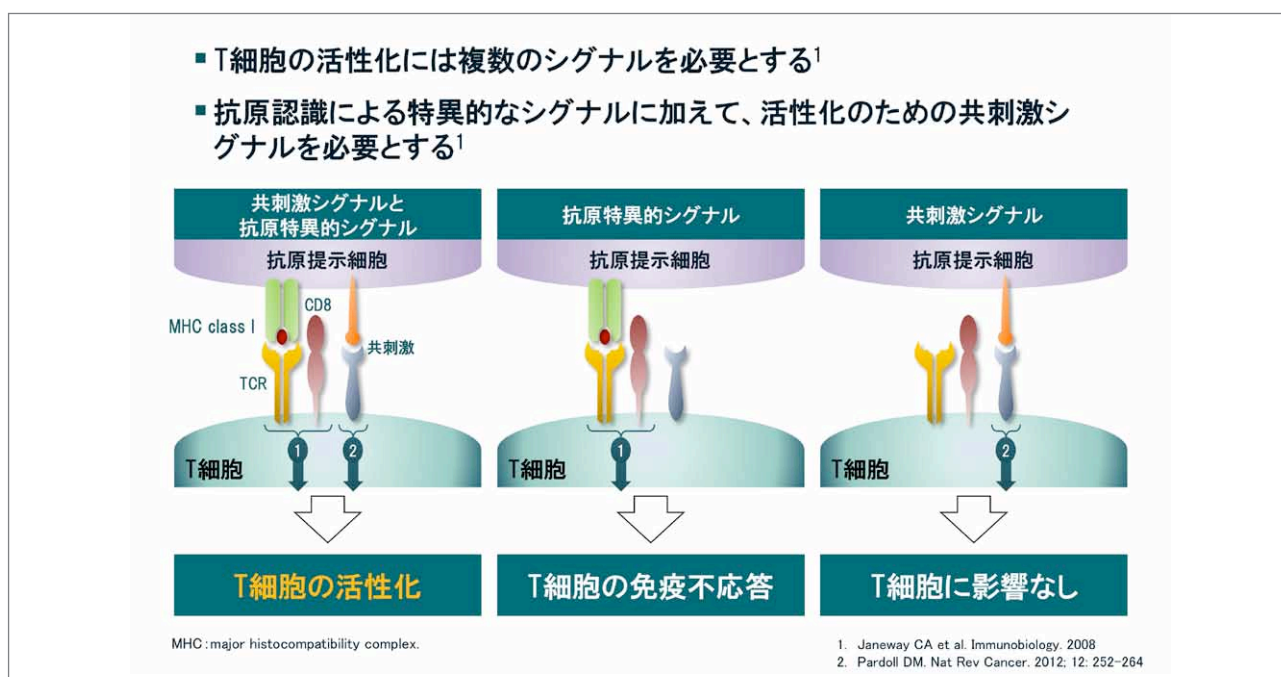 ▪ T細胞の活性化には複数のシグナルを必要とする1
▪ 抗原認識による特異的なシグナルに加えて、活性化のための共刺激シ
グナルを必要とする1
共刺激シグナルと
抗原特異的シグナル
抗原提示細胞
CD8
MHC class I
共刺激
TCR
1
2
T細胞
T細胞の活性化
抗原特異的シグナル
抗原提示細胞
1
T細胞
T細胞の免疫不応答
共刺激シグナル
抗原提示細胞
2
T細胞
T細胞に影響なし
MHC:major histocompatibility complex.
1. Janeway CA et al. Immunobiology. 2008
2. Pardoll DM. Nat Rev Cancer. 2012; 12: 252-264